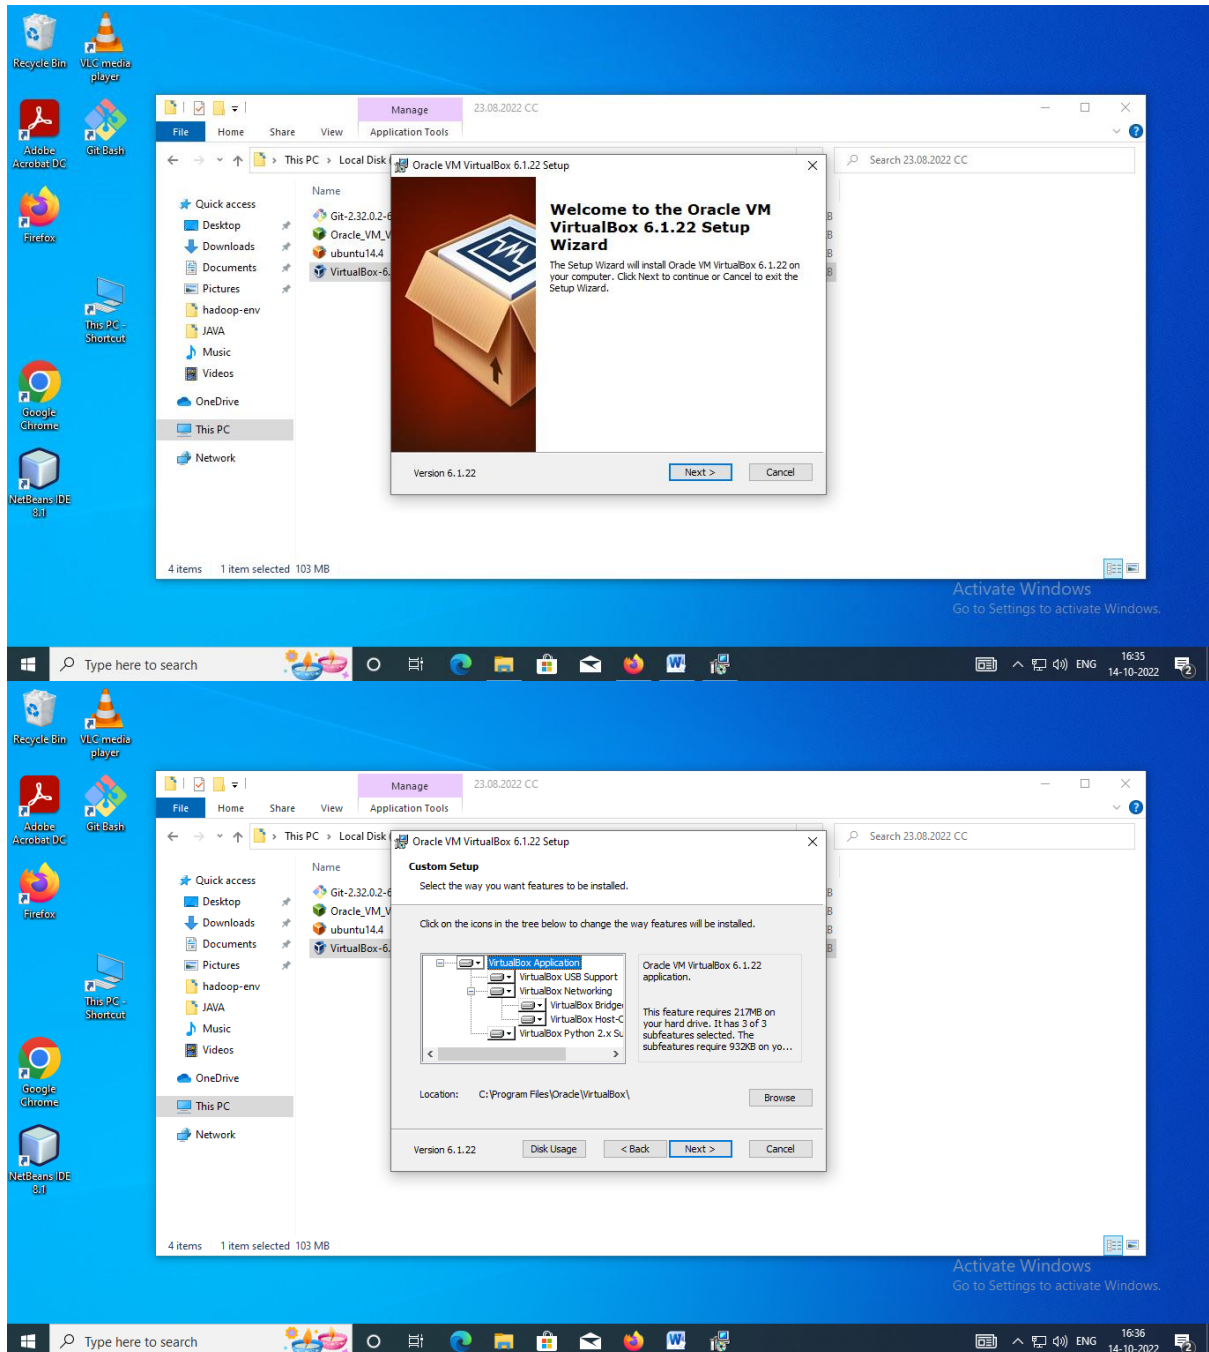 Recycle Bin
VLC media
player
Adobe
Acrobat DC
Git Bash
Firefox
This PC -
Shortcut
Google
Chrome
NetBeans IDE
8.1
Manage
23.08.2022 CC
File Home Share View Application Tools
This PC > Local Disk
Search 23.08.2022 CC
Name
Quick access
Desktop
Downloads
Documents
Pictures
hadoop-env
JAVA
Music
Videos
OneDrive
This PC
Network
Git-2.32.0.2-6
Oracle_VM_V
ubuntu14.4
VirtualBox-6.
B
B
B
B
Oracle VM VirtualBox 6.1.22 Setup
Welcome to the Oracle VM
VirtualBox 6.1.22 Setup
Wizard
The Setup Wizard will install Oracle VM VirtualBox 6.1.22 on
your computer. Click Next to continue or Cancel to exit the
Setup Wizard.
Version 6.1.22
Next > Cancel
4 items 1 item selected 103 MB
Activate Windows
Go to Settings to activate Windows.
Type here to search
ENG
16:35
14-10-2022
2
Recycle Bin
VLC media
player
Adobe
Acrobat DC
Git Bash
Firefox
This PC -
Shortcut
Google
Chrome
NetBeans IDE
8.1
Manage
23.08.2022 CC
File Home Share View Application Tools
This PC > Local Disk
Search 23.08.2022 CC
Name
Quick access
Desktop
Downloads
Documents
Pictures
hadoop-env
JAVA
Music
Videos
OneDrive
This PC
Network
Git-2.32.0.2-6
Oracle_VM_V
ubuntu14.4
VirtualBox-6.
B
B
B
B
Oracle VM VirtualBox 6.1.22 Setup
Custom Setup
Select the way you want features to be installed.
Click on the icons in the tree below to change the way features will be installed.
VirtualBox Application
VirtualBox USB Support
VirtualBox Networking
VirtualBox Bridge
VirtualBox Host-C
VirtualBox Python 2.x Su
Oracle VM VirtualBox 6.1.22
application.
This feature requires 217MB on
your hard drive. It has 3 of 3
subfeatures selected. The
subfeatures require 932KB on yo...
Location: C:\Program Files\Oracle\VirtualBox\
Browse
Version 6.1.22
Disk Usage < Back Next > Cancel
4 items 1 item selected 103 MB
Activate Windows
Go to Settings to activate Windows.
Type here to search
ENG
16:36
14-10-2022
2